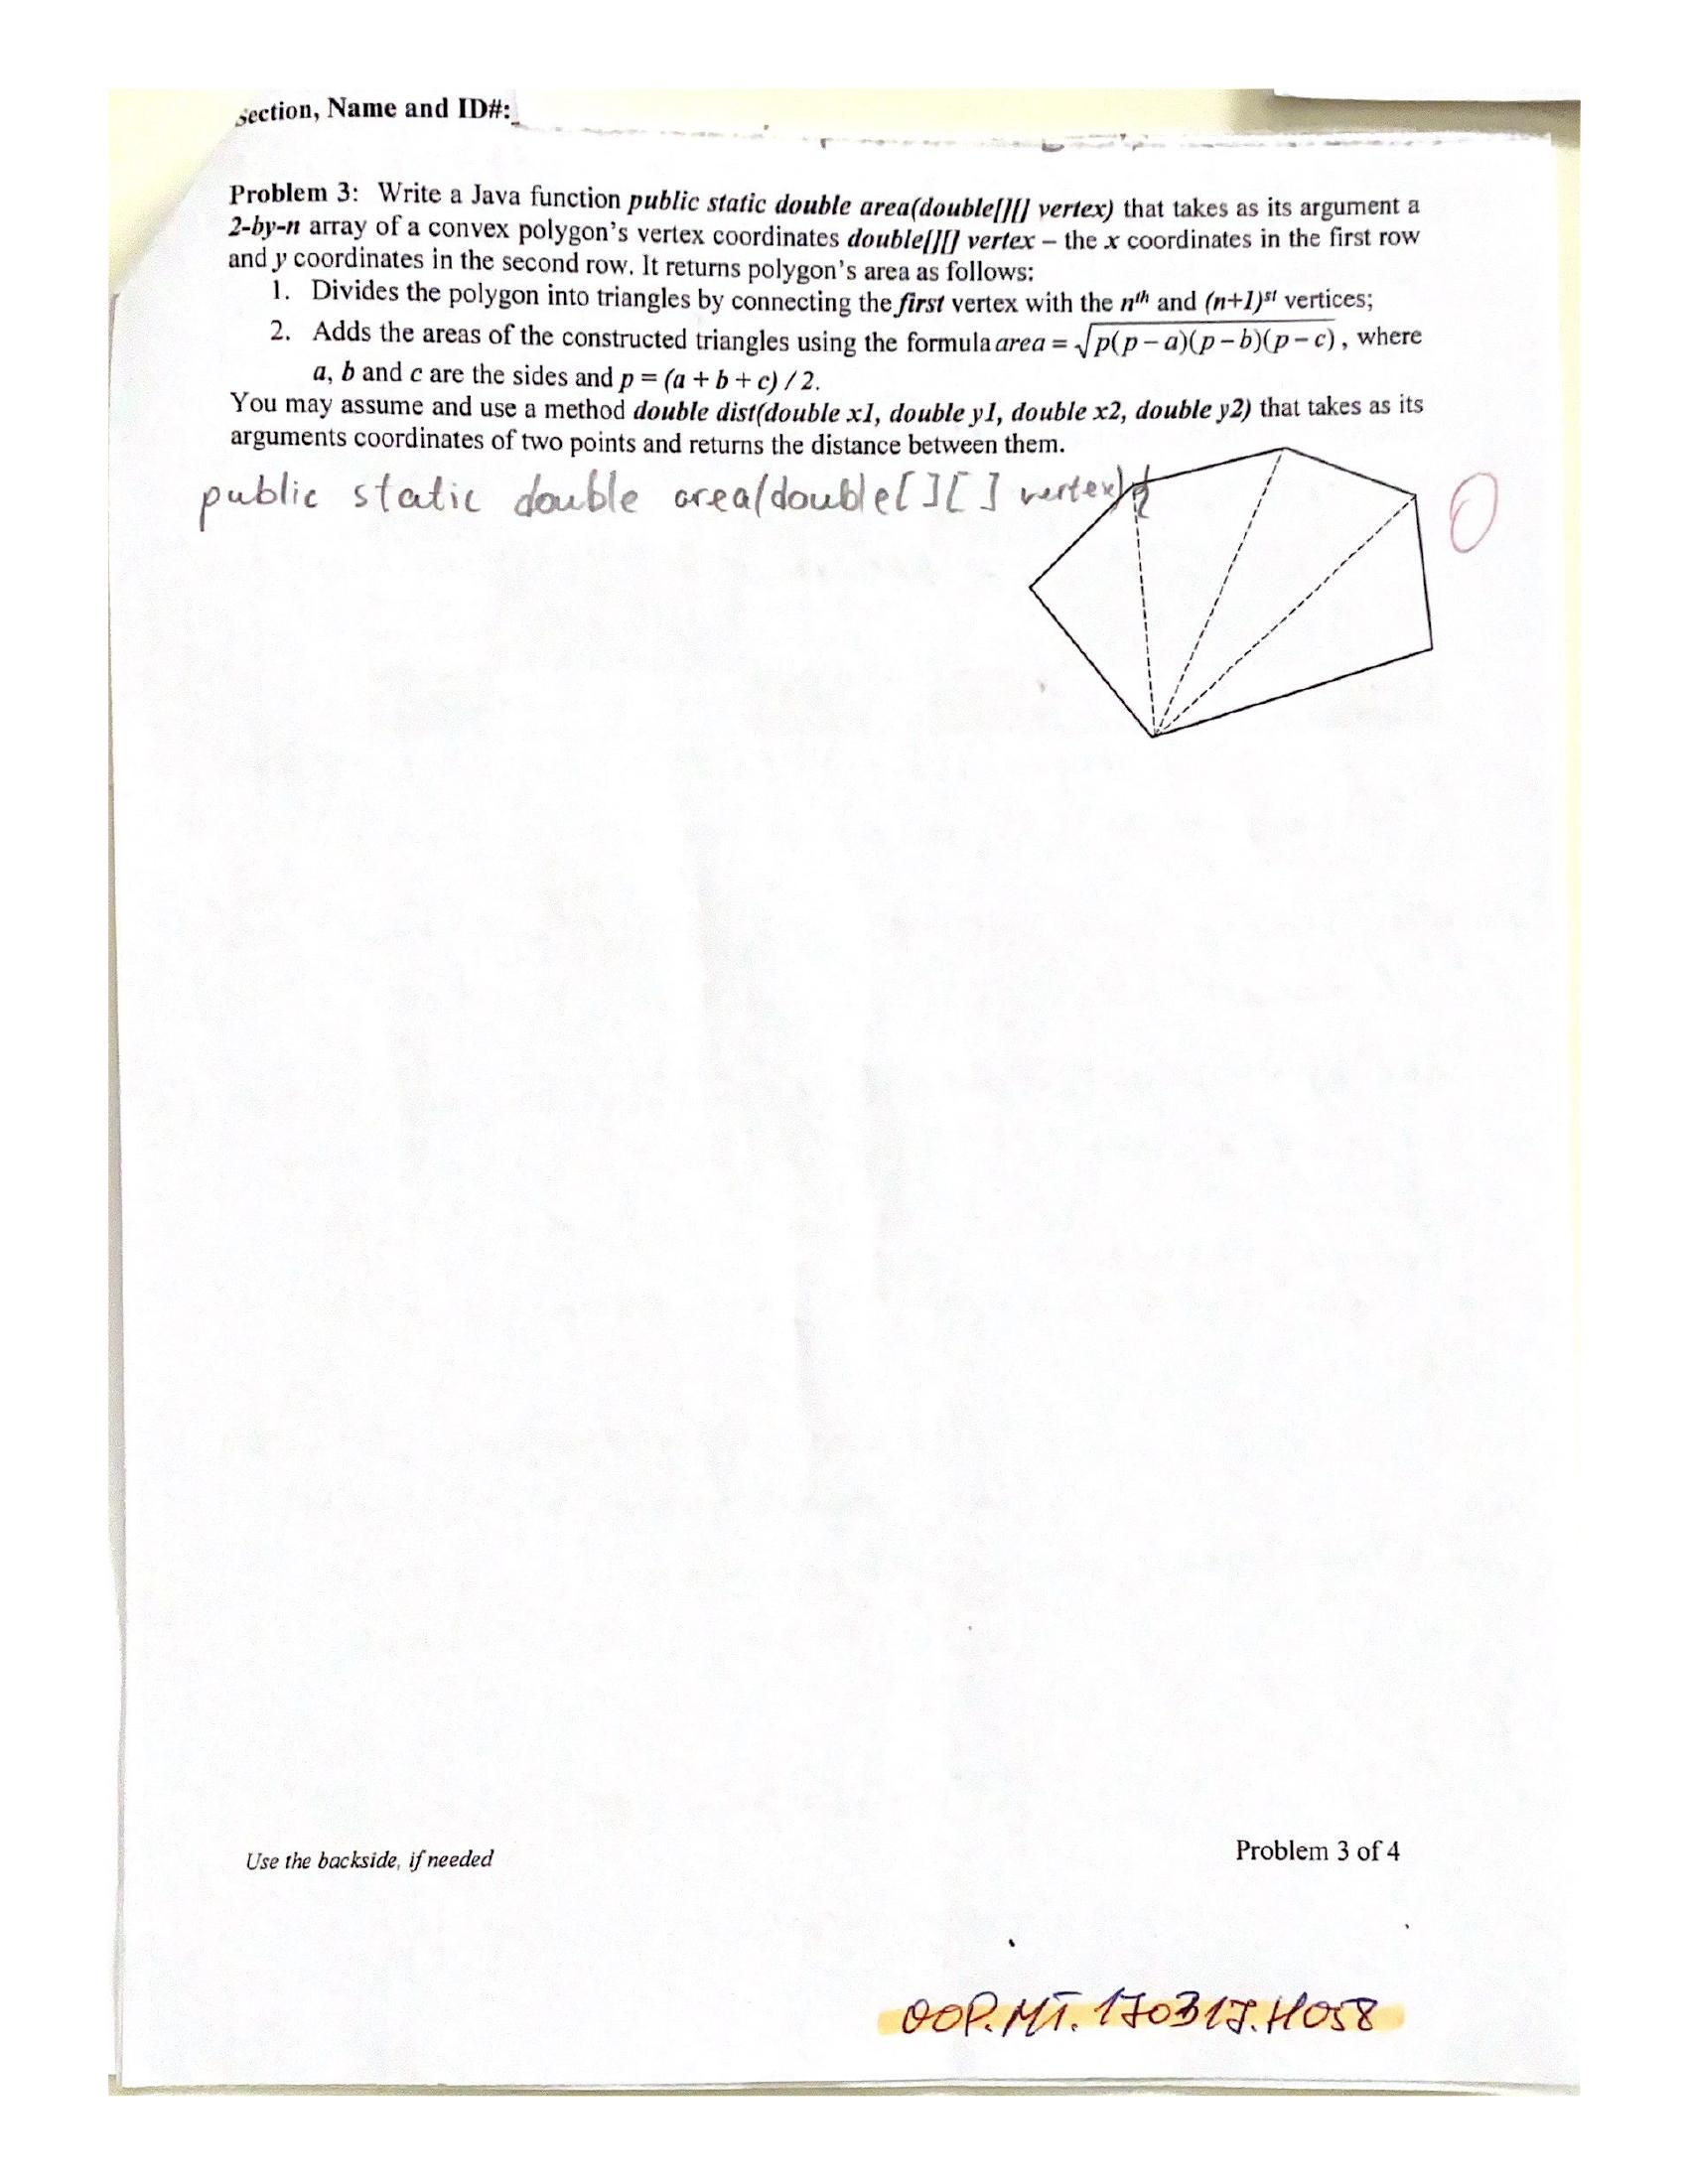 Section, Name and ID#:
Problem 3: Write a Java function public static double area(double[][] vertex) that takes as its argument a
2-by-n array of a convex polygon's vertex coordinates double[][] vertex – the x coordinates in the first row
and y coordinates in the second row. It returns polygon's area as follows:
1. Divides the polygon into triangles by connecting the first vertex with the nth and (n+1)st vertices;
2. Adds the areas of the constructed triangles using the formula area = √p(p – a)(p – b)(p – c), where
a, b and c are the sides and p = (a + b + c) / 2.
You may assume and use a method double dist(double x1, double y1, double x2, double y2) that takes as its
arguments coordinates of two points and returns the distance between them.
public static double area(double[][] vertex){
0
Use the backside, if needed
Problem 3 of 4
OOP.MT.170317.H058